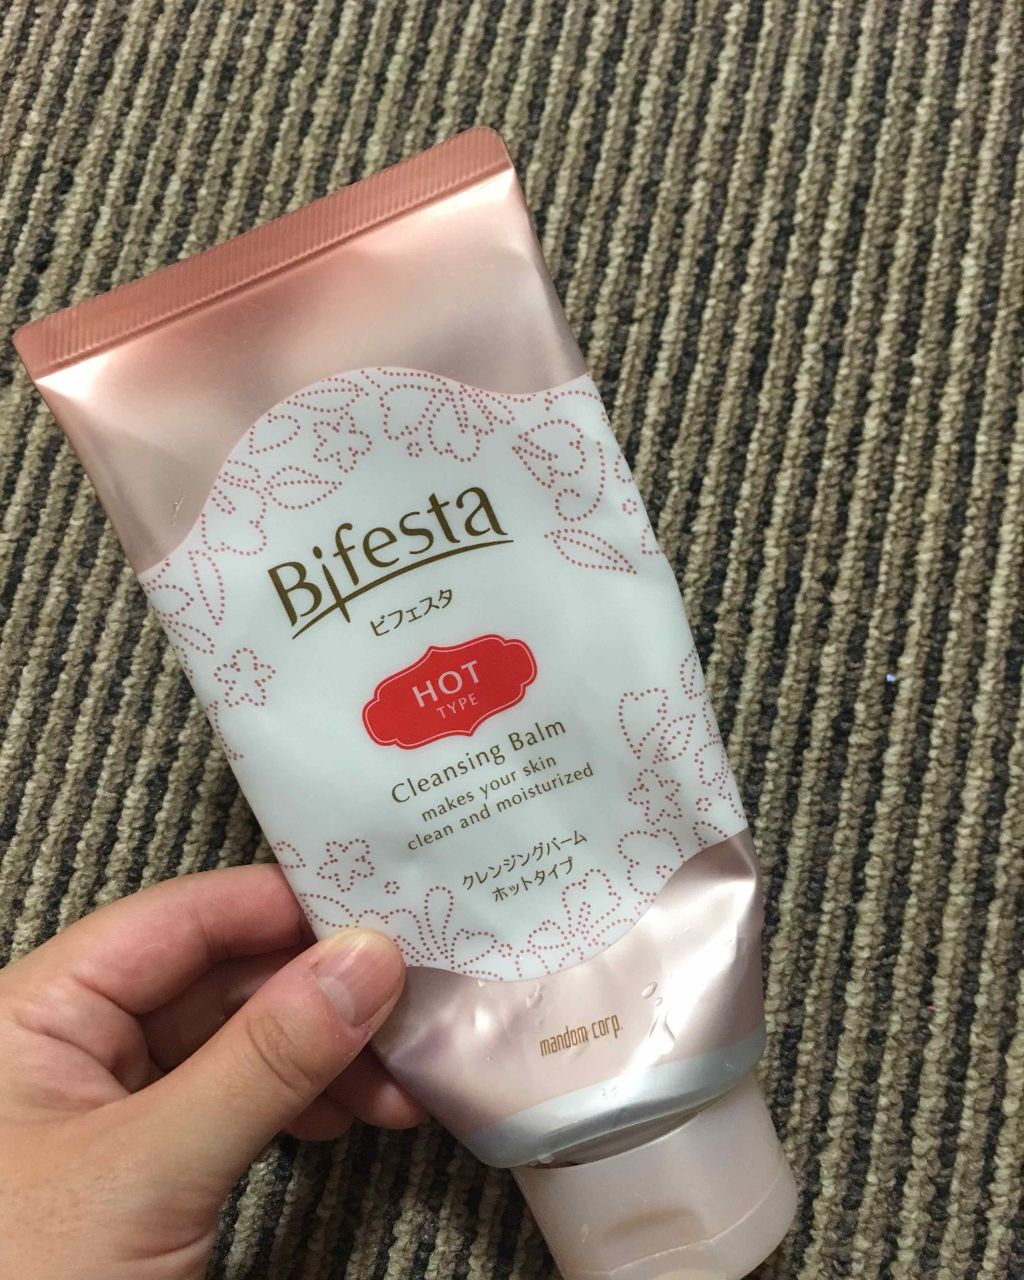 Bifesta
ビフェスタ
HOT
TYPE
Cleansing Balm
makes your skin
clean and moisturized
クレンジングバーム
ホットタイプ
mandom corp.